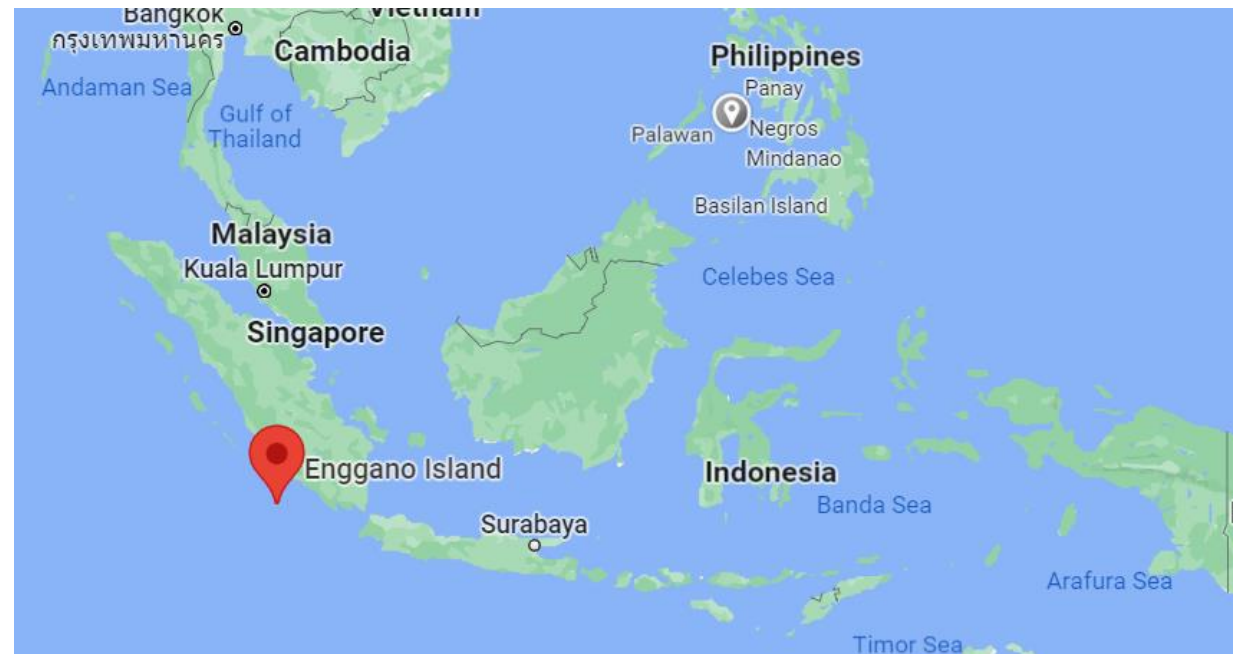 Bangkok
กรุงเทพมหานคร
Vietnam
Cambodia
Andaman Sea
Gulf of
Thailand
Philippines
Panay
Palawan
Negros
Mindanao
Basilan Island
Malaysia
Kuala Lumpur
Celebes Sea
Singapore
Enggano Island
Indonesia
Banda Sea
Surabaya
Arafura Sea
Timor Sea